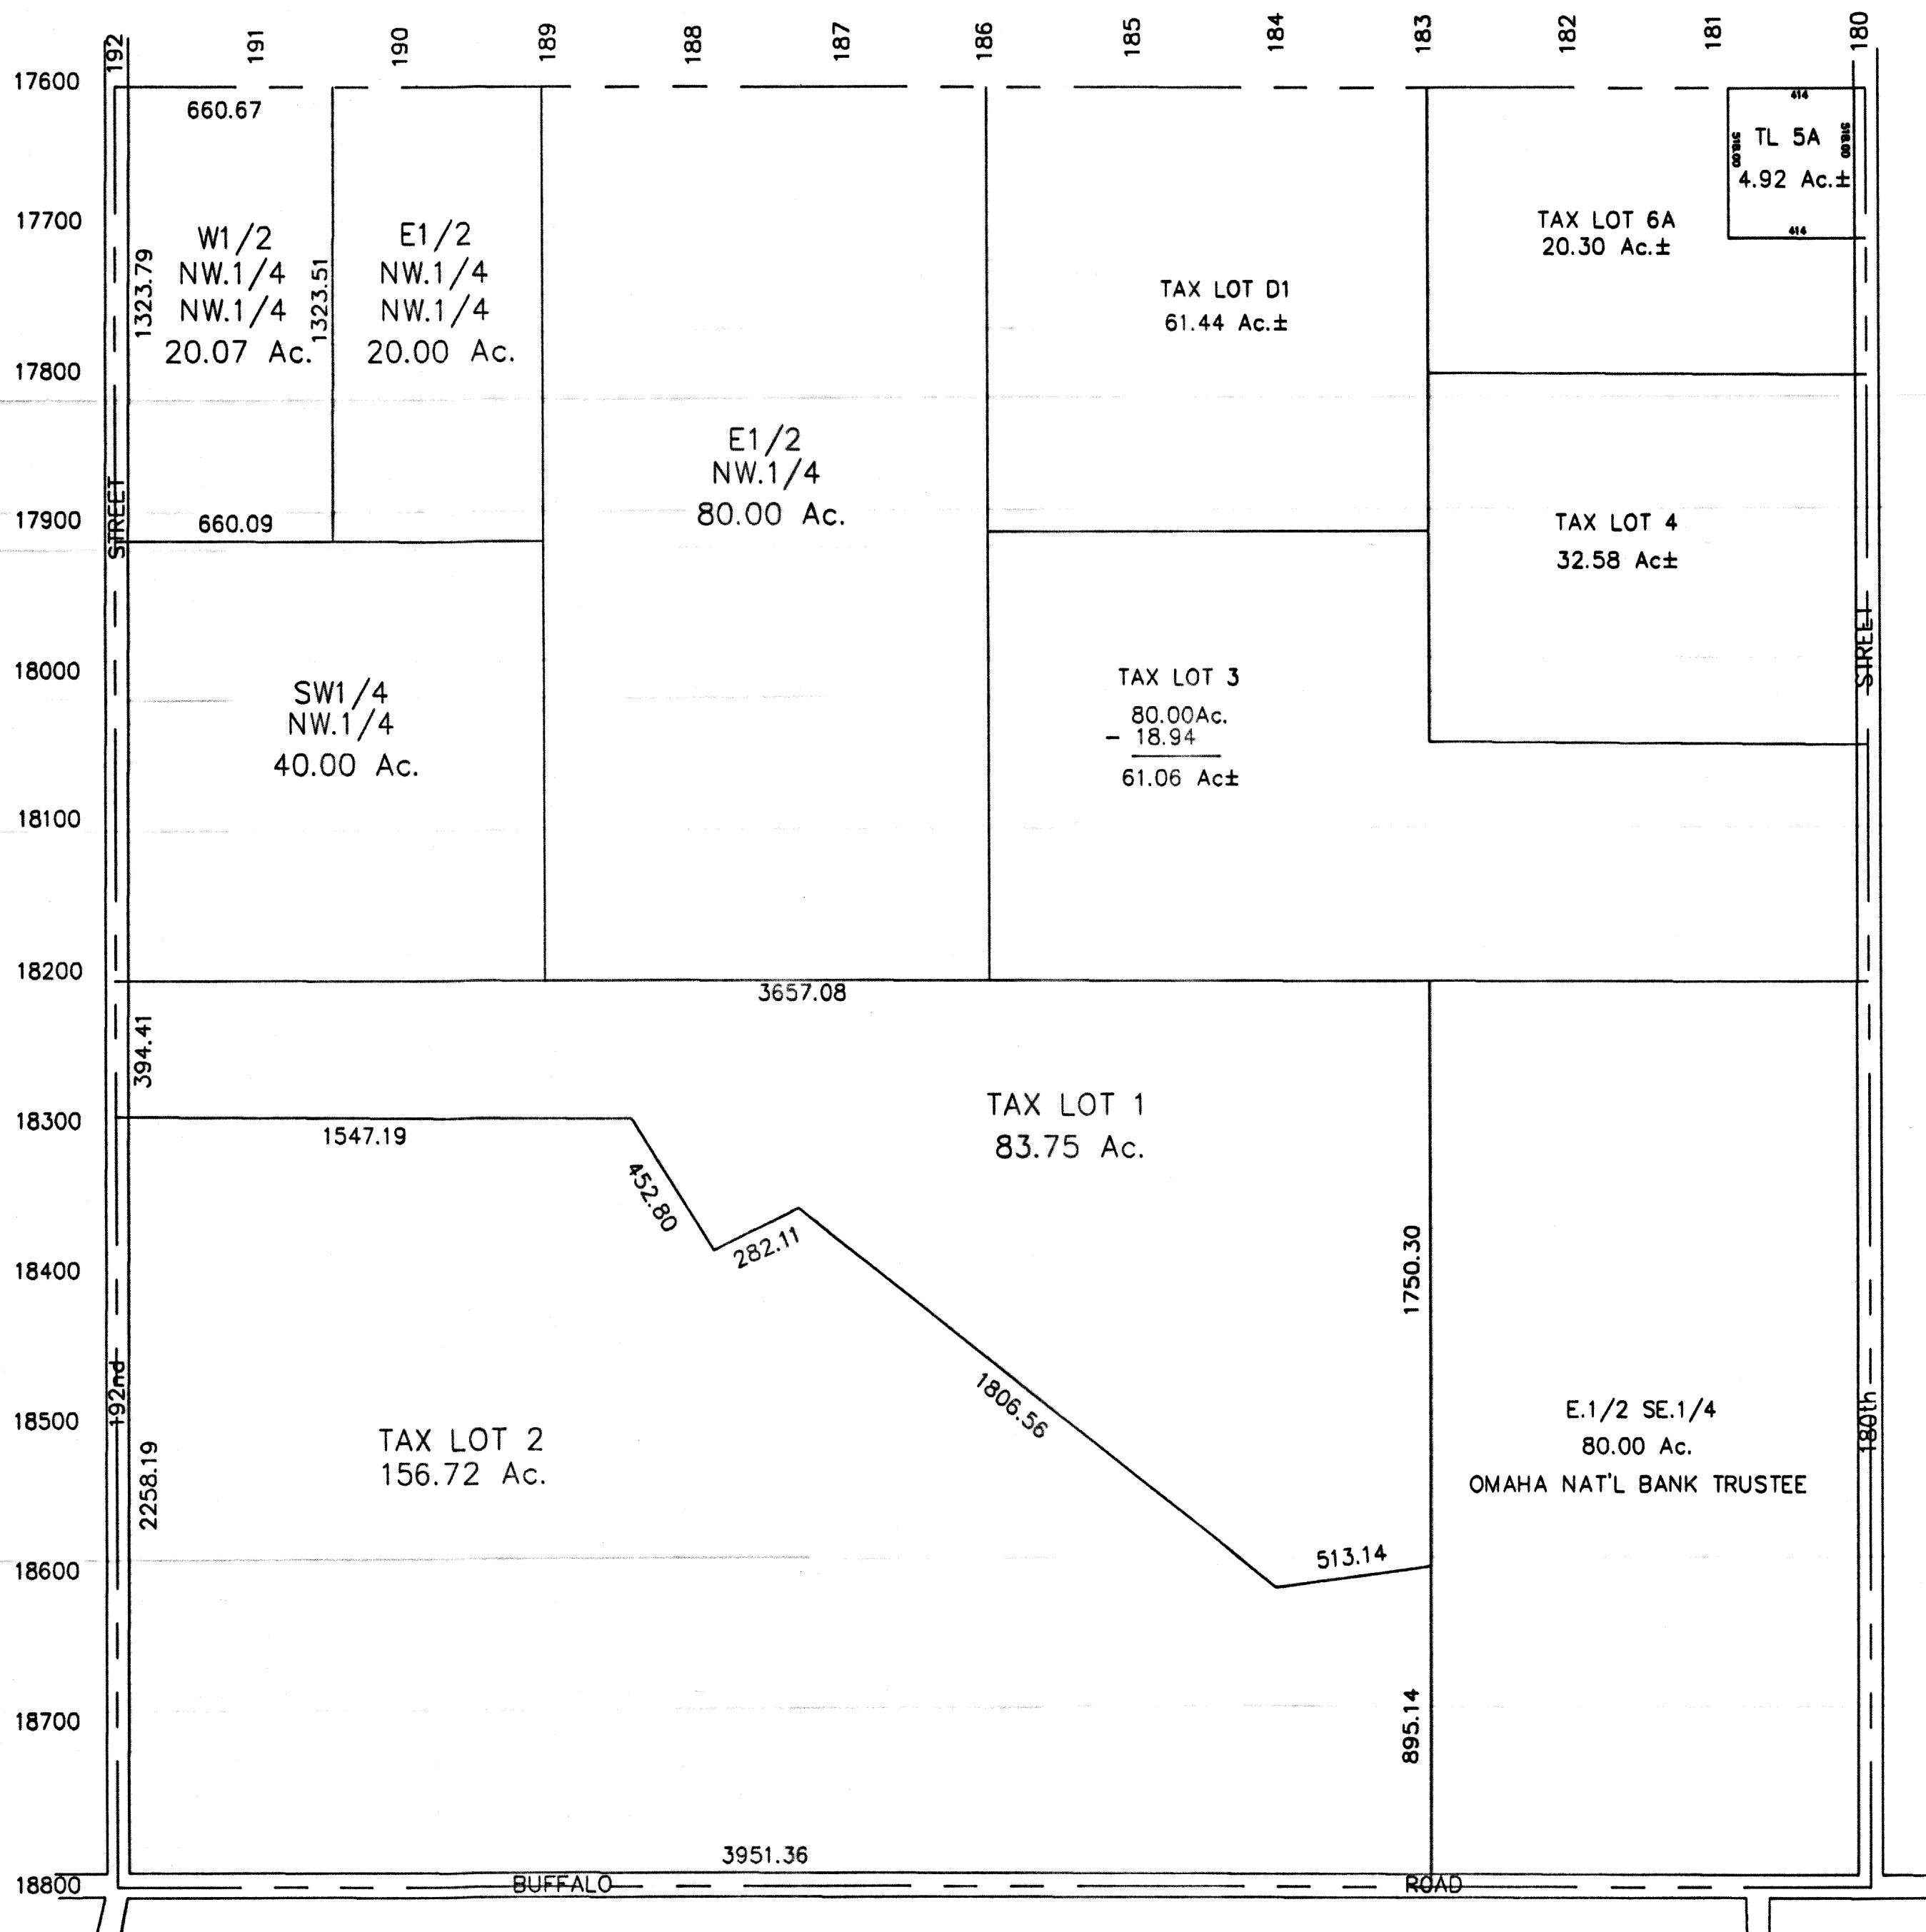 192
191
190
189
188
187
186
185
184
183
182
181
180
17600
17700
17800
17900
18000
18100
18200
18300
18400
18500
18600
18700
18800
660.67
1323.79
W1/2
NW.1/4
NW.1/4
20.07 Ac.
1323.51
E1/2
NW.1/4
NW.1/4
20.00 Ac.
660.09
STREET
E1/2
NW.1/4
80.00 Ac.
TAX LOT D1
61.44 Ac.±
TAX LOT 6A
20.30 Ac.±
414
518.00
TL 5A
518.00
4.92 Ac.±
414
TAX LOT 4
32.58 Ac±
STREET
SW1/4
NW.1/4
40.00 Ac.
TAX LOT 3
80.00Ac.
- 18.94
61.06 Ac±
3657.08
394.41
1547.19
452.80
282.11
TAX LOT 1
83.75 Ac.
1750.30
1806.56
513.14
192nd
2258.19
TAX LOT 2
156.72 Ac.
E.1/2 SE.1/4
80.00 Ac.
OMAHA NAT'L BANK TRUSTEE
180th
895.14
3951.36
BUFFALO
ROAD